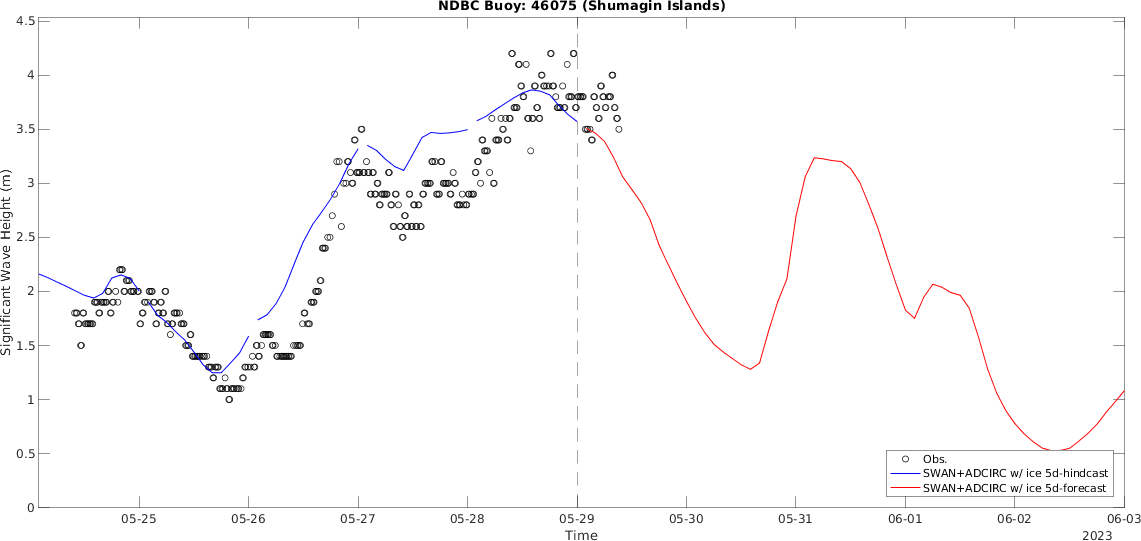 NDBC Buoy: 46075 (Shumagin Islands)
4.5
4
3.5
3
2.5
2
1.5
1
0.5
0
Significant Wave Height (m)
Obs.
SWAN+ADCIRC w/ ice 5d-hindcast
SWAN+ADCIRC w/ ice 5d-forecast
05-25 05-26 05-27 05-28 05-29 05-30 05-31 06-01 06-02 06-03
Time
2023